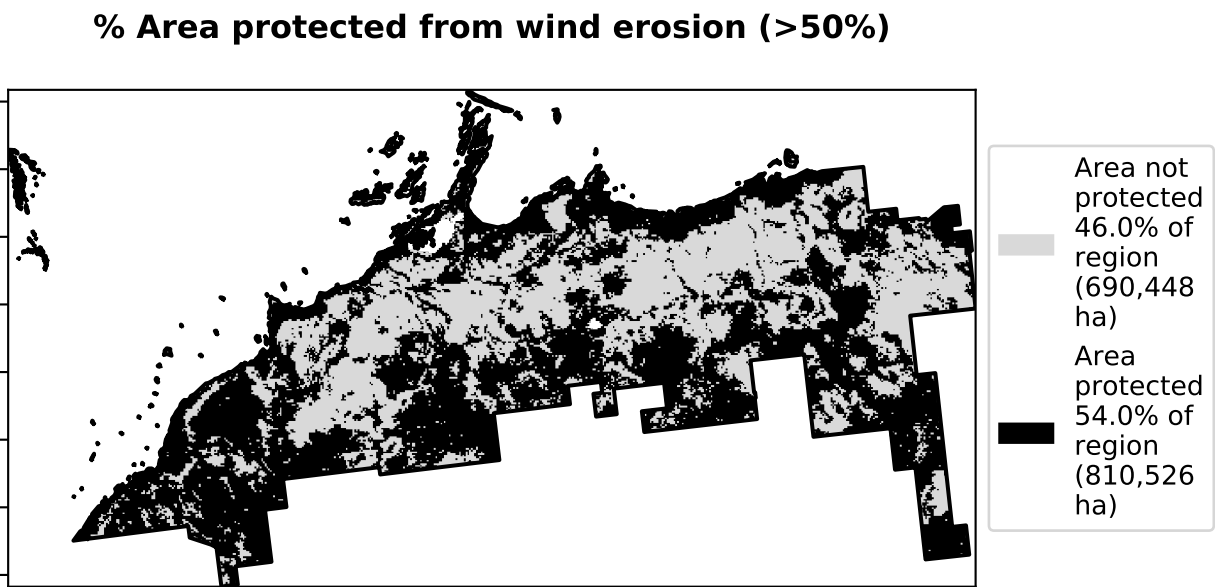 % Area protected from wind erosion (>50%)
Area not
protected
46.0% of
region
(690,448
ha)
Area
protected
54.0% of
region
(810,526
ha)